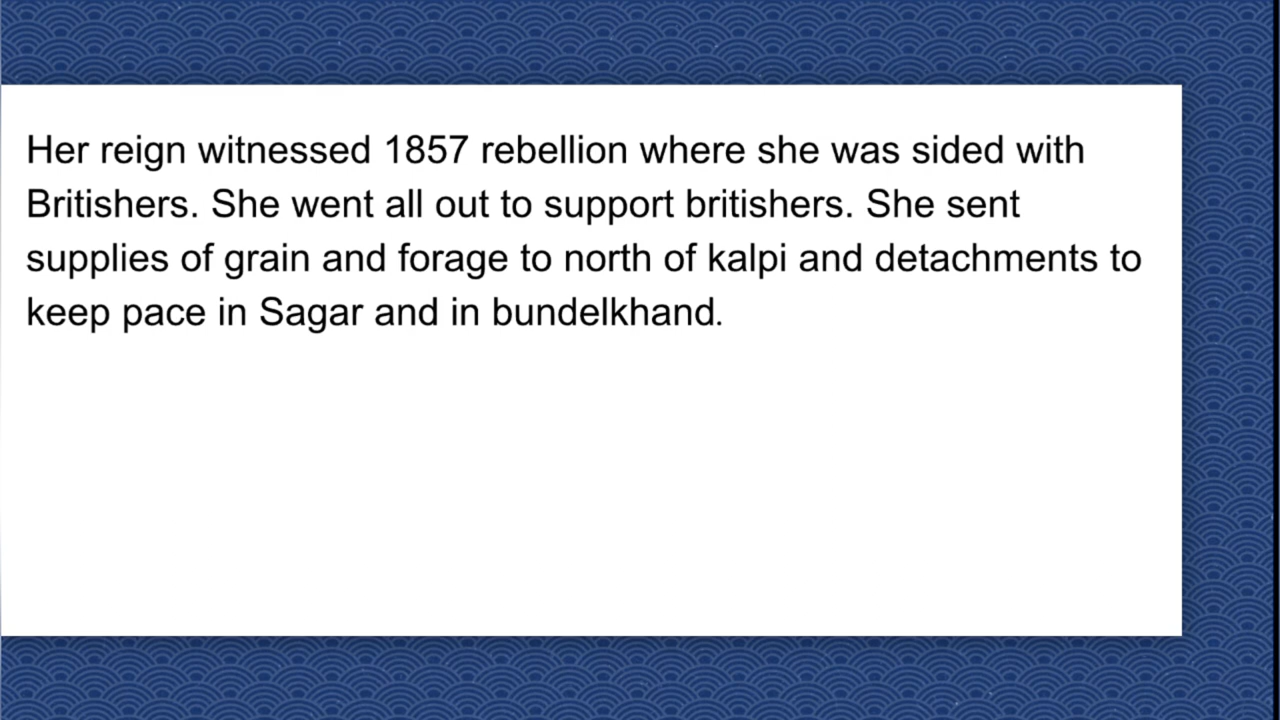 Her reign witnessed 1857 rebellion where she was sided with
Britishers. She went all out to support britishers. She sent
supplies of grain and forage to north of kalpi and detachments to
keep pace in Sagar and in bundelkhand.